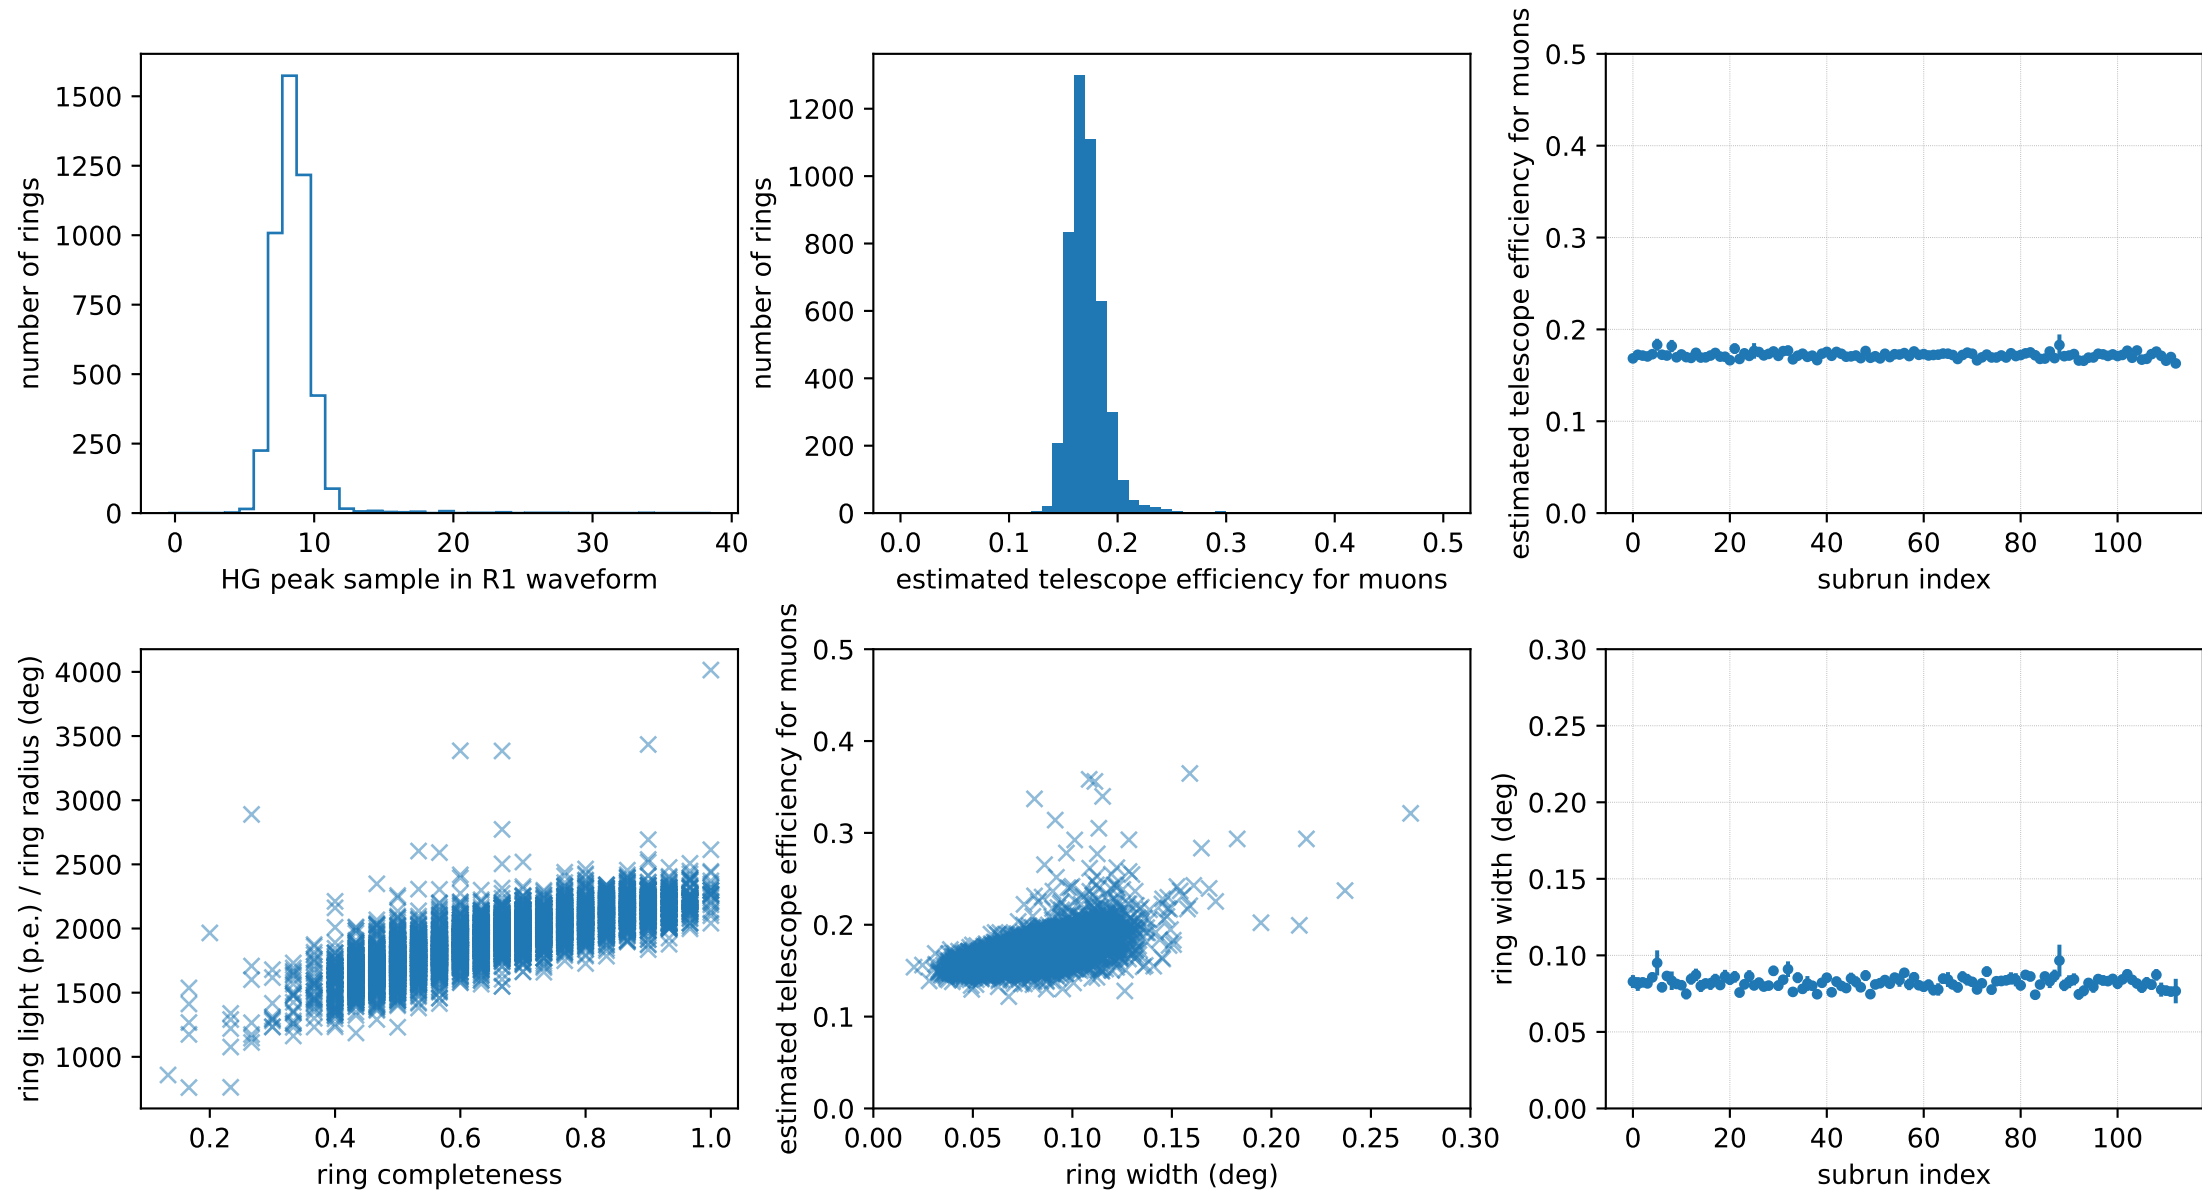 number of rings
1500
1250
1000
750
500
250
0
0 10 20 30 40
HG peak sample in R1 waveform
number of rings
1200
1000
800
600
400
200
0
0.0 0.1 0.2 0.3 0.4 0.5
estimated telescope efficiency for muons
estimated telescope efficiency for muons
0.5
0.4
0.3
0.2
0.1
0.0
0 20 40 60 80 100
subrun index
ring light (p.e.) / ring radius (deg)
4000
3500
3000
2500
2000
1500
1000
0.2 0.4 0.6 0.8 1.0
ring completeness
estimated telescope efficiency for muons
0.5
0.4
0.3
0.2
0.1
0.0
0.00 0.05 0.10 0.15 0.20 0.25 0.30
ring width (deg)
ring width (deg)
0.30
0.25
0.20
0.15
0.10
0.05
0.00
0 20 40 60 80 100
subrun index